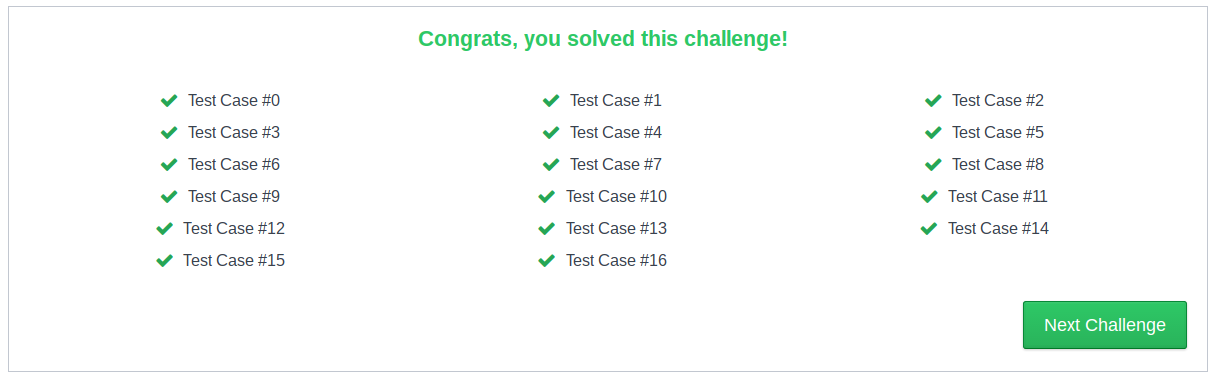 Congrats, you solved this challenge!
Test Case #0 Test Case #1 Test Case #2
Test Case #3 Test Case #4 Test Case #5
Test Case #6 Test Case #7 Test Case #8
Test Case #9 Test Case #10 Test Case #11
Test Case #12 Test Case #13 Test Case #14
Test Case #15 Test Case #16
Next Challenge